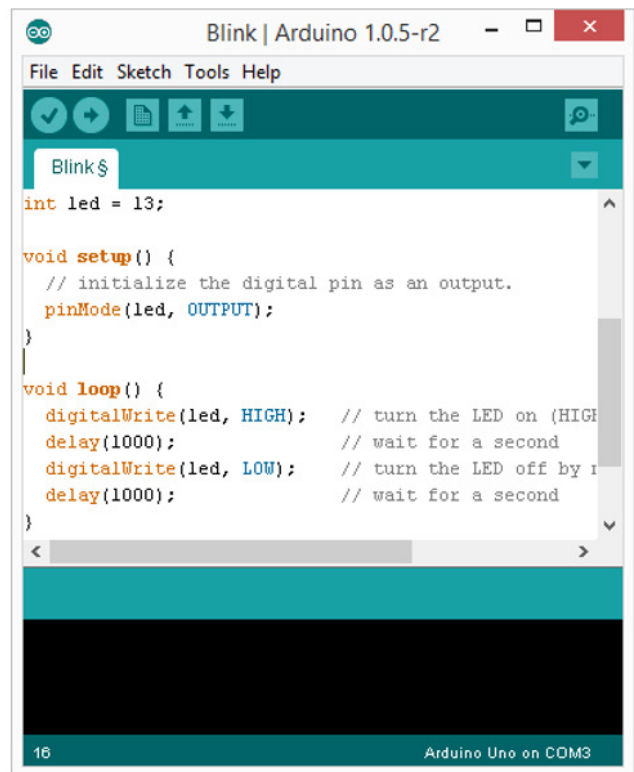 Blink | Arduino 1.0.5-r2
File Edit Sketch Tools Help
Blink§
int led = 13;
void setup() {
  // initialize the digital pin as an output.
  pinMode(led, OUTPUT);
}
void loop() {
  digitalWrite(led, HIGH);   // turn the LED on (HIGH
  delay(1000);               // wait for a second
  digitalWrite(led, LOW);    // turn the LED off by
  delay(1000);               // wait for a second
}
16 Arduino Uno on COM3